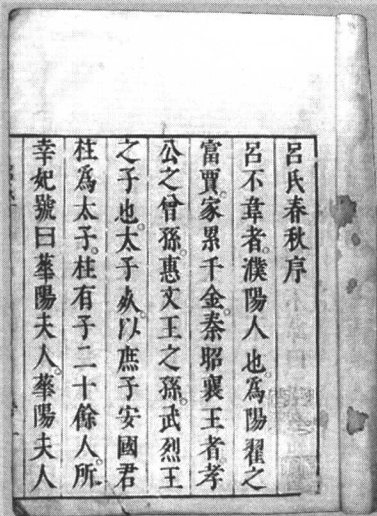 呂氏春秋序
呂不韋者。濮陽人也。爲陽翟之
富賈。家累千金。秦昭襄王者。孝
公之曾孫。惠文王之孫。武烈王
之子也。太子死。以庶子安國君
柱爲太子。柱有子二十餘人。所
幸妃號曰華陽夫人。華陽夫人